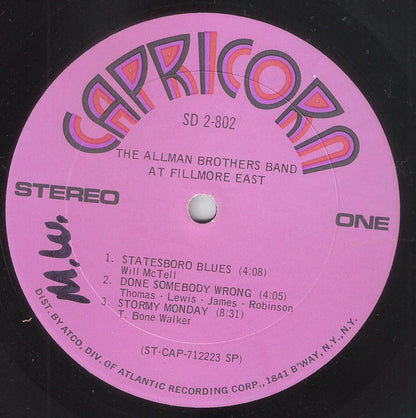 CAPRICORN
SD 2-802
THE ALLMAN BROTHERS BAND
AT FILLMORE EAST
STEREO
ONE
M.W.
1. STATESBORO BLUES (4:08)
Will McTell
2. DONE SOMEBODY WRONG (4:05)
Thomas - Lewis - James - Robinson
3. STORMY MONDAY (8:31)
T. Bone Walker
(ST-CAP-712223 SP)
DIST. BY ATCO, DIV. OF ATLANTIC RECORDING CORP., 1841 B'WAY, N.Y., N.Y.